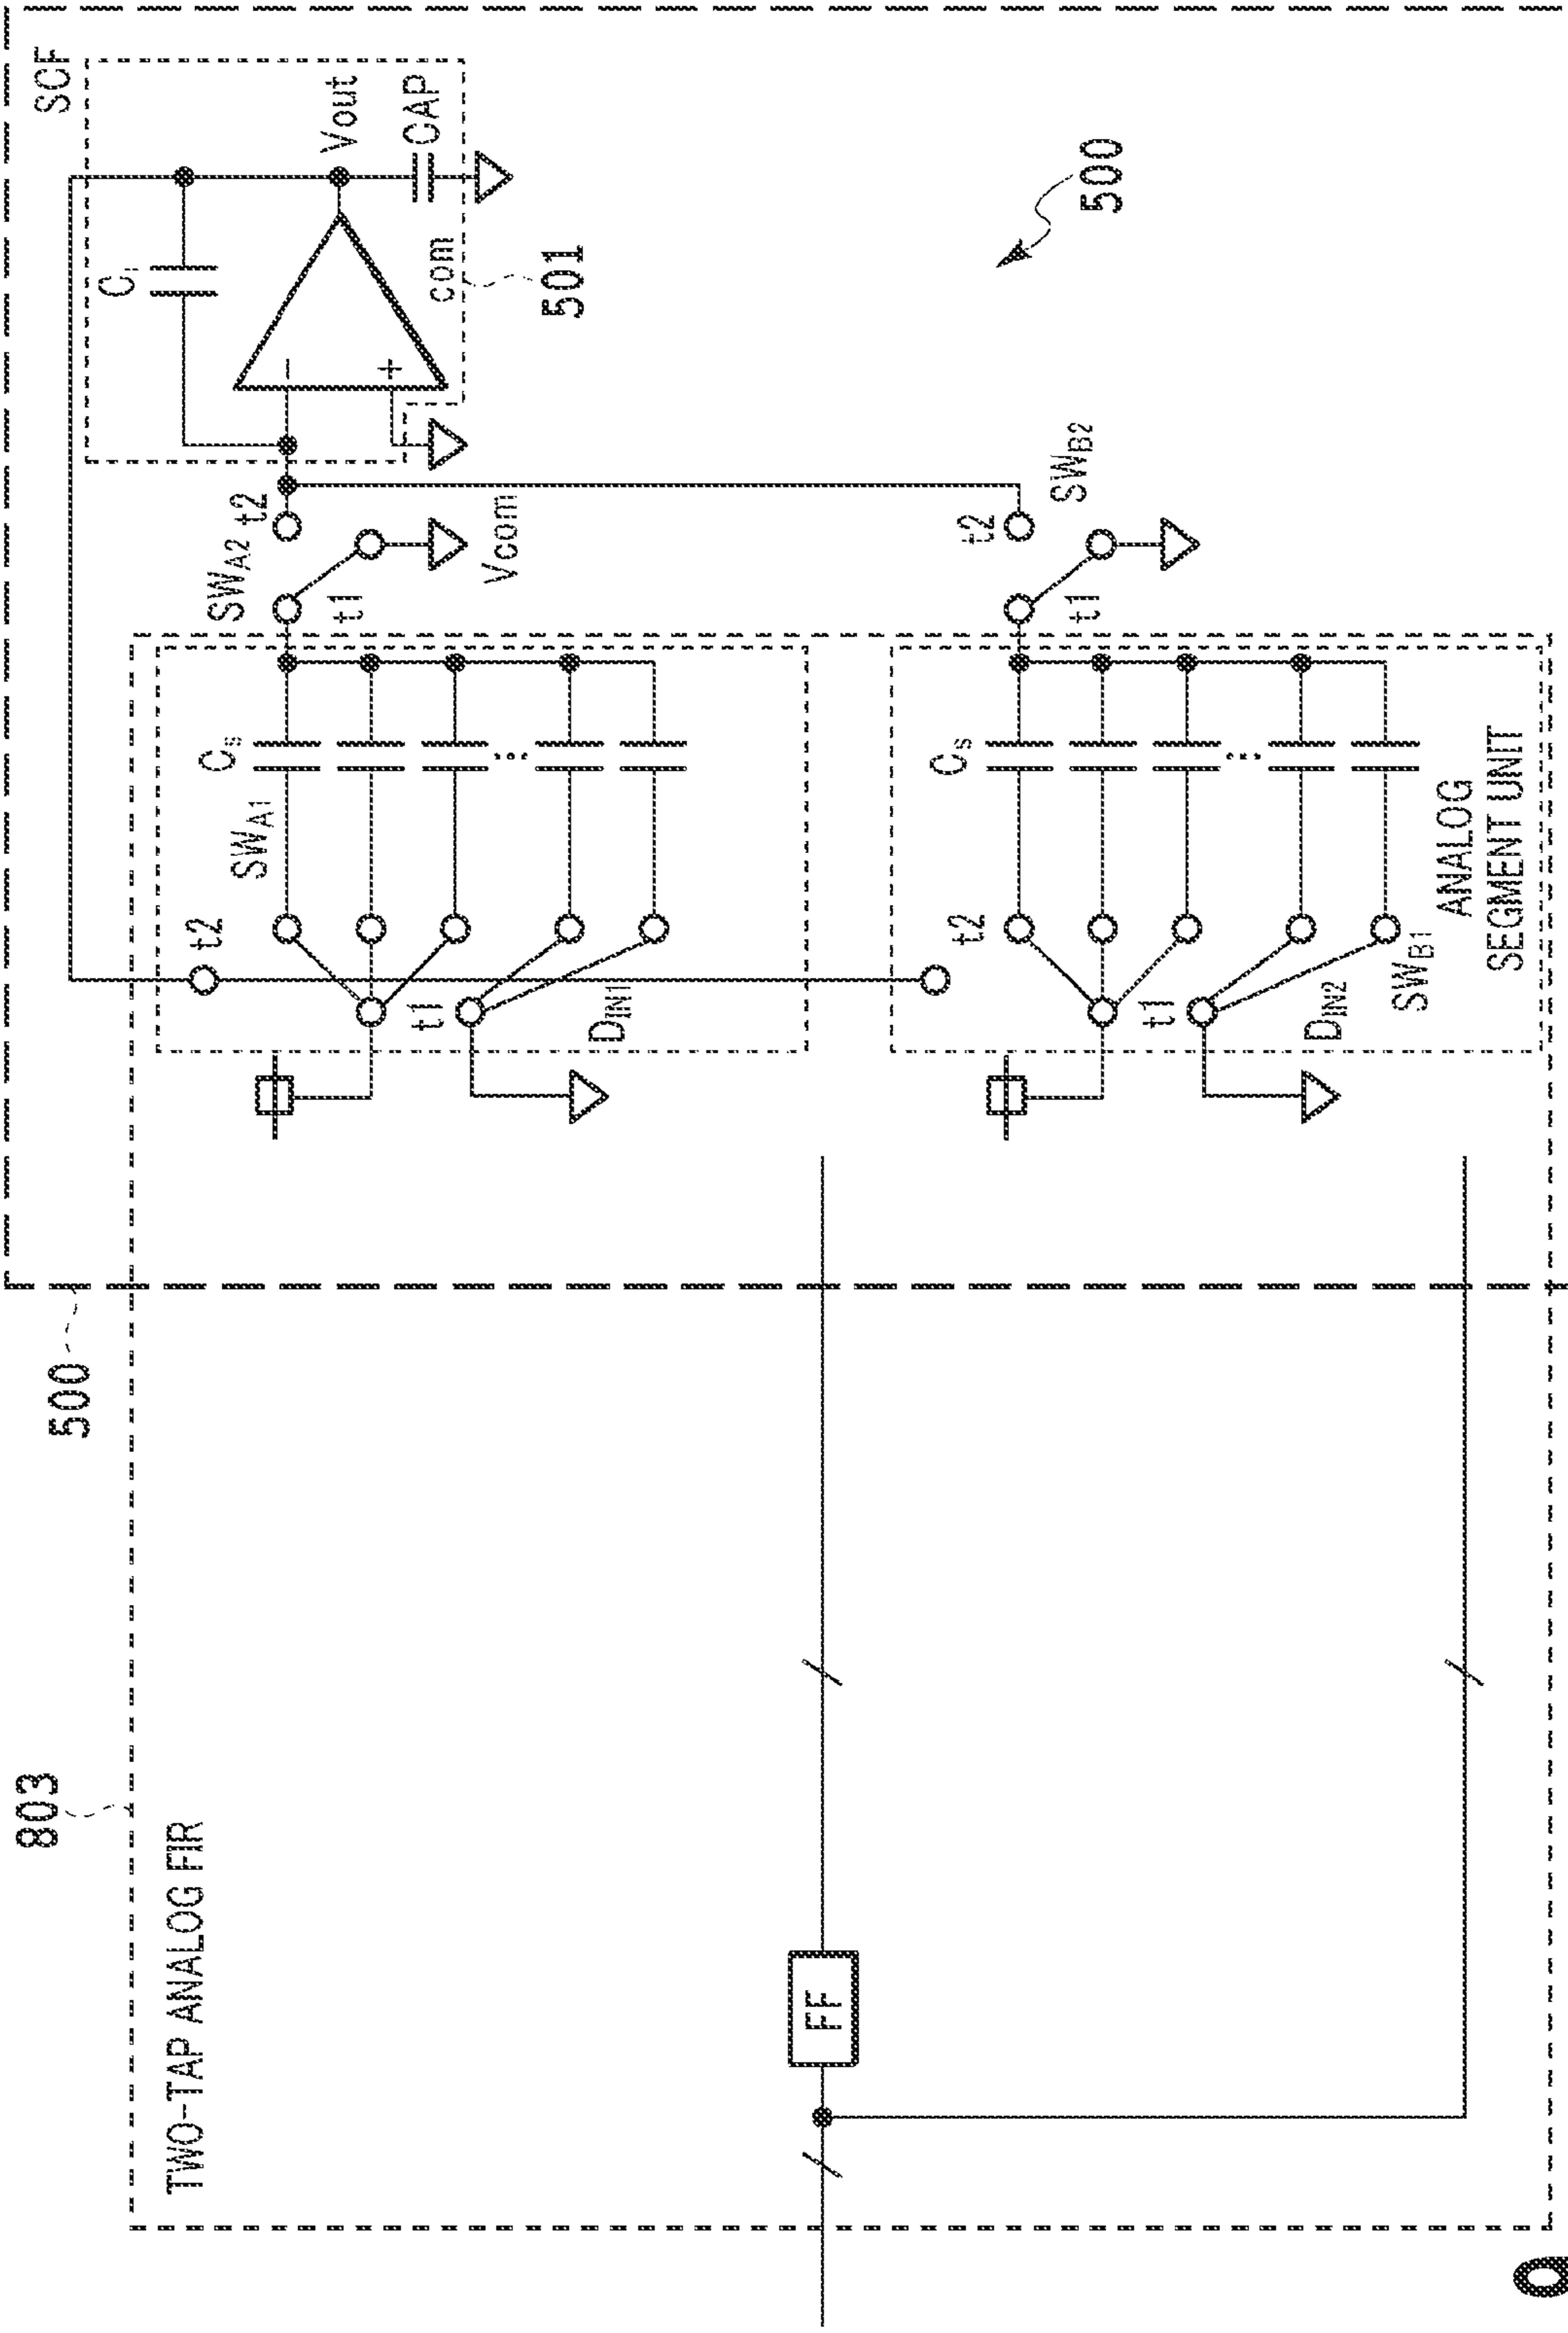 803
500
TWO-TAP ANALOG FIR
FF
SCF
Ci
Vout
CAP
com
501
−
+
SWA2
t2
t1
Vcom
Cs
SWA1
t2
t1
DIN1
500
SWB2
t2
t1
Cs
t2
t1
DIN2
SWB1
ANALOG
SEGMENT UNIT